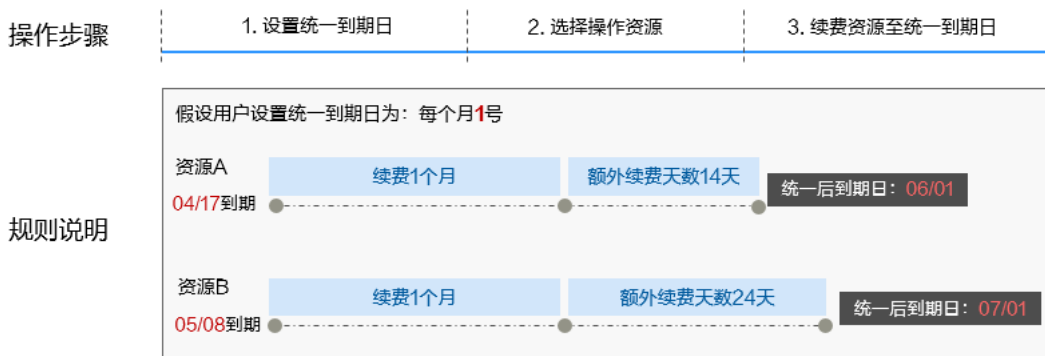 操作步骤
1. 设置统一到期日
2. 选择操作资源
3. 续费资源至统一到期日
规则说明
假设用户设置统一到期日为：每个月1号
资源A
续费1个月
额外续费天数14天
04/17到期
统一后到期日：06/01
资源B
续费1个月
额外续费天数24天
05/08到期
统一后到期日：07/01